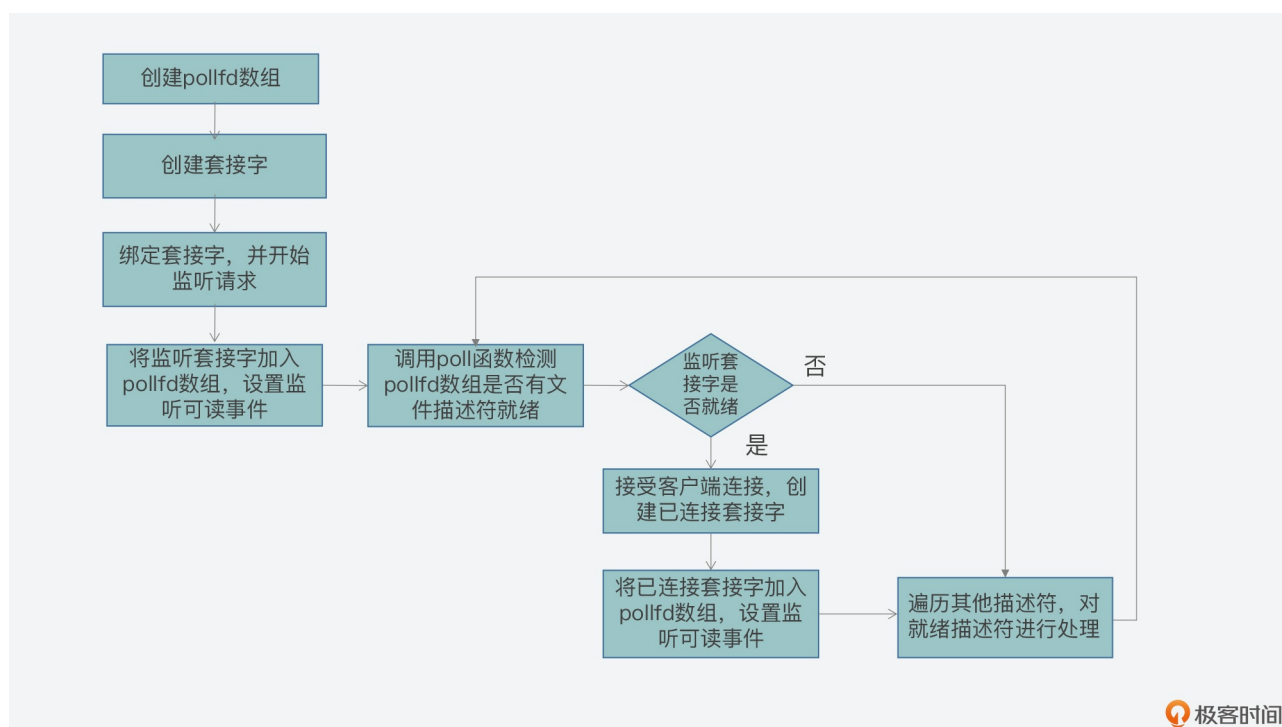 创建pollfd数组
创建套接字
绑定套接字，并开始
监听请求
将监听套接字加入
pollfd数组，设置监
听可读事件
调用poll函数检测
pollfd数组是否有文
件描述符就绪
监听套
接字是
否就绪
否
是
接受客户端连接，创
建已连接套接字
将已连接套接字加入
pollfd数组，设置监
听可读事件
遍历其他描述符，对
就绪描述符进行处理
极客时间